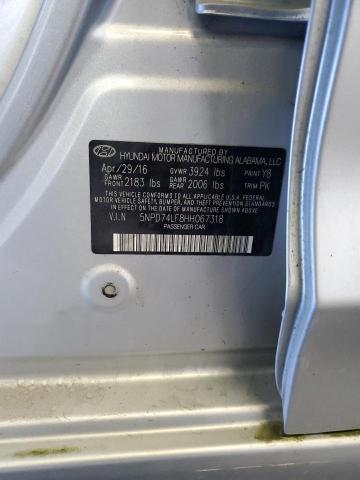 MANUFACTURED BY
HYUNDAI MOTOR MANUFACTURING ALABAMA, LLC
Apr/29/16 GVWR 3924 lbs PAINT Y8
GAWR FRONT 2183 lbs GAWR REAR 2006 lbs TRIM PK
THIS VEHICLE CONFORMS TO ALL APPLICABLE U.S.A FEDERAL
MOTOR VEHICLE SAFETY, BUMPER, AND THEFT PREVENTION
STANDARDS IN EFFECT ON THE DATE OF MANUFACTURE SHOWN ABOVE.
V.I.N 5NPD74LF8HH067318
PASSENGER CAR